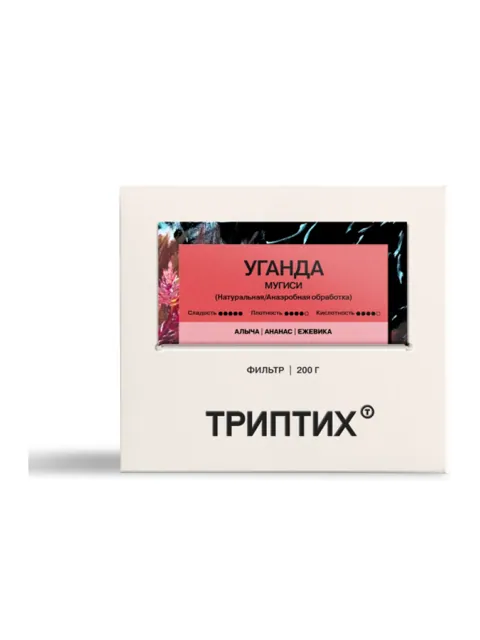 УГАНДА
МУГИСИ
(Натуральная/Анаэробная обработка)
Сладость ●●●●● Плотность ●●●●○ Кислотность ●●●●○
АЛЫЧА | АНАНАС | ЕЖЕВИКА
ФИЛЬТР | 200 Г
ТРИПТИХ Ⓣ